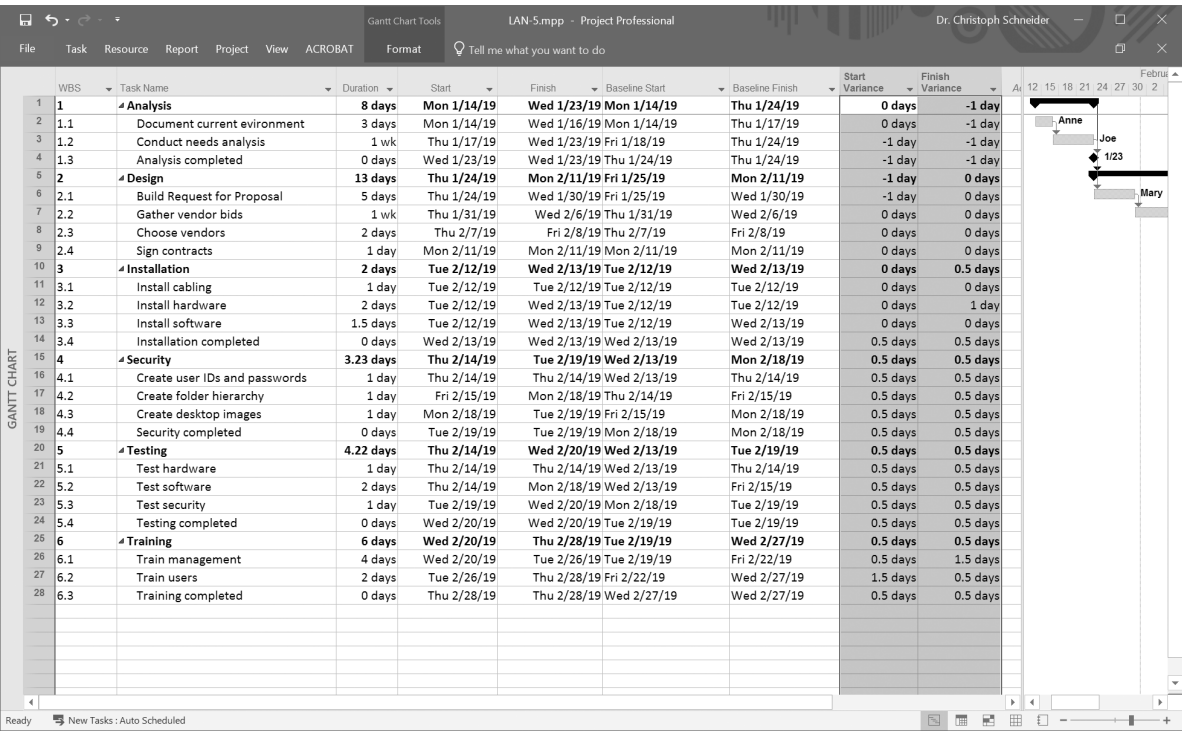 Gantt Chart Tools LAN-5.mpp - Project Professional Dr. Christoph Schneider
File Task Resource Report Project View ACROBAT Format Tell me what you want to do
WBS Task Name Duration Start Finish Baseline Start Baseline Finish Start Variance Finish Variance
Februa
12 15 18 21 24 27 30 2
1 1 Analysis 8 days Mon 1/14/19 Wed 1/23/19 Mon 1/14/19 Thu 1/24/19 0 days -1 day
2 1.1 Document current evironment 3 days Mon 1/14/19 Wed 1/16/19 Mon 1/14/19 Thu 1/17/19 0 days -1 day Anne
3 1.2 Conduct needs analysis 1 wk Thu 1/17/19 Wed 1/23/19 Fri 1/18/19 Thu 1/24/19 -1 day -1 day Joe
4 1.3 Analysis completed 0 days Wed 1/23/19 Wed 1/23/19 Thu 1/24/19 Thu 1/24/19 -1 day -1 day 1/23
5 2 Design 13 days Thu 1/24/19 Mon 2/11/19 Fri 1/25/19 Mon 2/11/19 -1 day 0 days
6 2.1 Build Request for Proposal 5 days Thu 1/24/19 Wed 1/30/19 Fri 1/25/19 Wed 1/30/19 -1 day 0 days Mary
7 2.2 Gather vendor bids 1 wk Thu 1/31/19 Wed 2/6/19 Thu 1/31/19 Wed 2/6/19 0 days 0 days
8 2.3 Choose vendors 2 days Thu 2/7/19 Fri 2/8/19 Thu 2/7/19 Fri 2/8/19 0 days 0 days
9 2.4 Sign contracts 1 day Mon 2/11/19 Mon 2/11/19 Mon 2/11/19 Mon 2/11/19 0 days 0 days
10 3 Installation 2 days Tue 2/12/19 Wed 2/13/19 Tue 2/12/19 Wed 2/13/19 0 days 0.5 days
11 3.1 Install cabling 1 day Tue 2/12/19 Tue 2/12/19 Tue 2/12/19 Tue 2/12/19 0 days 0 days
12 3.2 Install hardware 2 days Tue 2/12/19 Wed 2/13/19 Tue 2/12/19 Tue 2/12/19 0 days 1 day
13 3.3 Install software 1.5 days Tue 2/12/19 Wed 2/13/19 Tue 2/12/19 Wed 2/13/19 0 days 0 days
14 3.4 Installation completed 0 days Wed 2/13/19 Wed 2/13/19 Wed 2/13/19 Wed 2/13/19 0.5 days 0.5 days
15 4 Security 3.23 days Thu 2/14/19 Tue 2/19/19 Wed 2/13/19 Mon 2/18/19 0.5 days 0.5 days
16 4.1 Create user IDs and passwords 1 day Thu 2/14/19 Thu 2/14/19 Wed 2/13/19 Thu 2/14/19 0.5 days 0.5 days
17 4.2 Create folder hierarchy 1 day Fri 2/15/19 Mon 2/18/19 Thu 2/14/19 Fri 2/15/19 0.5 days 0.5 days
18 4.3 Create desktop images 1 day Mon 2/18/19 Tue 2/19/19 Fri 2/15/19 Mon 2/18/19 0.5 days 0.5 days
19 4.4 Security completed 0 days Tue 2/19/19 Tue 2/19/19 Mon 2/18/19 Mon 2/18/19 0.5 days 0.5 days
20 5 Testing 4.22 days Thu 2/14/19 Wed 2/20/19 Wed 2/13/19 Tue 2/19/19 0.5 days 0.5 days
21 5.1 Test hardware 1 day Thu 2/14/19 Thu 2/14/19 Wed 2/13/19 Thu 2/14/19 0.5 days 0.5 days
22 5.2 Test software 2 days Thu 2/14/19 Mon 2/18/19 Wed 2/13/19 Fri 2/15/19 0.5 days 0.5 days
23 5.3 Test security 1 day Tue 2/19/19 Wed 2/20/19 Mon 2/18/19 Tue 2/19/19 0.5 days 0.5 days
24 5.4 Testing completed 0 days Wed 2/20/19 Wed 2/20/19 Tue 2/19/19 Tue 2/19/19 0.5 days 0.5 days
25 6 Training 6 days Wed 2/20/19 Thu 2/28/19 Tue 2/19/19 Wed 2/27/19 0.5 days 0.5 days
26 6.1 Train management 4 days Wed 2/20/19 Tue 2/26/19 Tue 2/19/19 Fri 2/22/19 0.5 days 1.5 days
27 6.2 Train users 2 days Tue 2/26/19 Thu 2/28/19 Fri 2/22/19 Wed 2/27/19 1.5 days 0.5 days
28 6.3 Training completed 0 days Thu 2/28/19 Thu 2/28/19 Wed 2/27/19 Wed 2/27/19 0.5 days 0.5 days
GANTT CHART
Ready New Tasks : Auto Scheduled